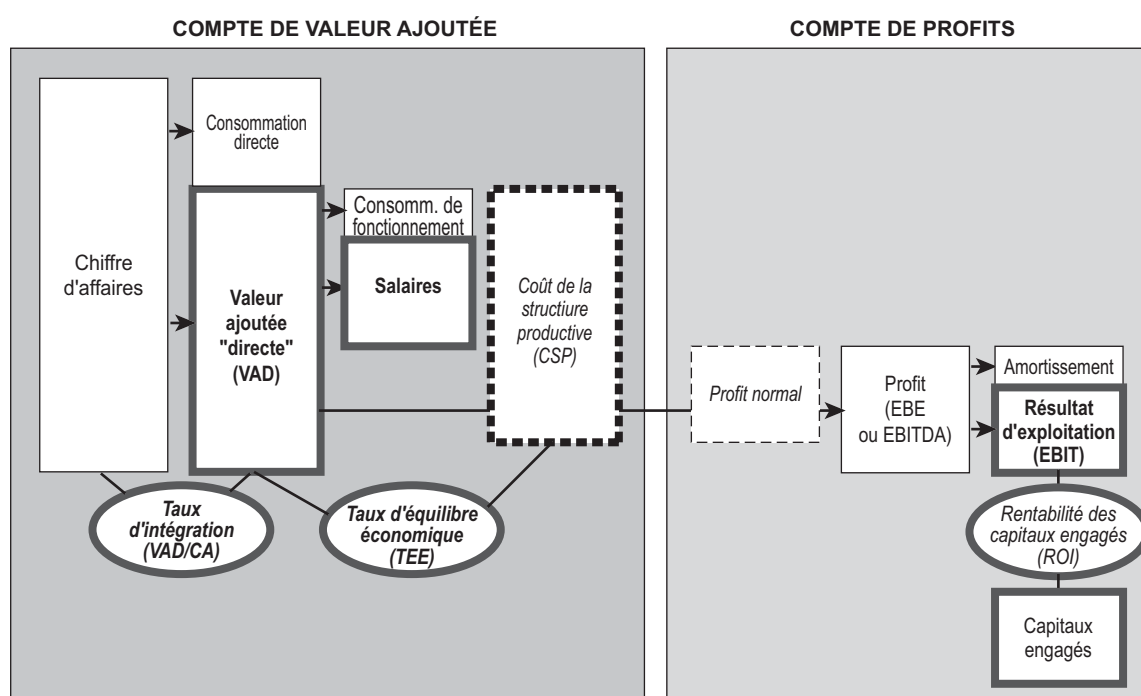 COMPTE DE VALEUR AJOUTÉE
COMPTE DE PROFITS
Chiffre
d'affaires
Consommation
directe
Valeur
ajoutée
"directe"
(VAD)
Consomm. de
fonctionnement
Salaires
Coût de la
structiure
productive
(CSP)
Taux
d'intégration
(VAD/CA)
Taux d'équilibre
économique
(TEE)
Profit normal
Profit
(EBE
ou EBITDA)
Amortissement
Résultat
d'exploitation
(EBIT)
Rentabilité des
capitaux engagés
(ROI)
Capitaux
engagés